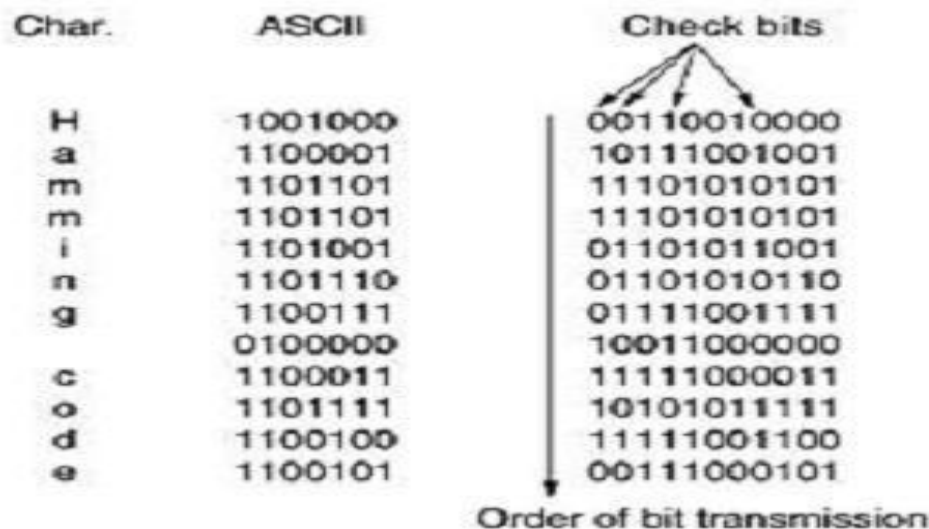 Char. ASCII Check bits
H 1001000 00110010000
a 1100001 10111001001
m 1101101 11101010101
m 1101101 11101010101
i 1101001 01101011001
n 1101110 01101010110
g 1100111 01111001111
0100000 10011000000
c 1100011 11111000011
o 1101111 10101011111
d 1100100 11111001100
e 1100101 00111000101
Order of bit transmission